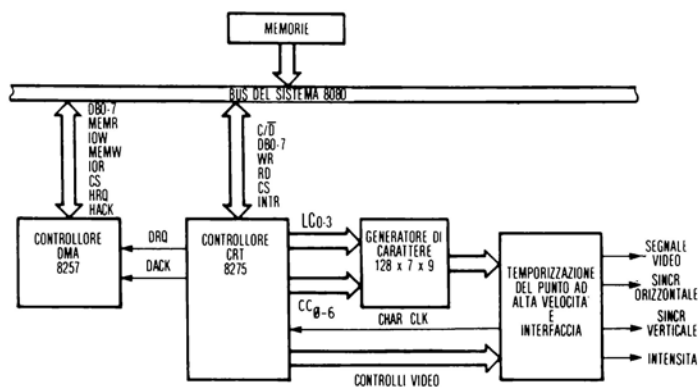 MEMORIE
BUS DEL SISTEMA 8080
DB0-7
MEMR
IOW
MEMW
IOR
CS
HRQ
HACK
C/D̅
DB0-7
WR
RD
CS
INTR
CONTROLLORE
DMA
8257
DRQ
DACK
CONTROLLORE
CRT
8275
LC0-3
CC0-6
GENERATORE DI
CARATTERE
128 x 7 x 9
CHAR CLK
CONTROLLI VIDEO
TEMPORIZZAZIONE
DEL PUNTO AD
ALTA VELOCITA'
E
INTERFACCIA
SEGNALE
VIDEO
SINCR
ORIZZONTALE
SINCR
VERTICALE
INTENSITA